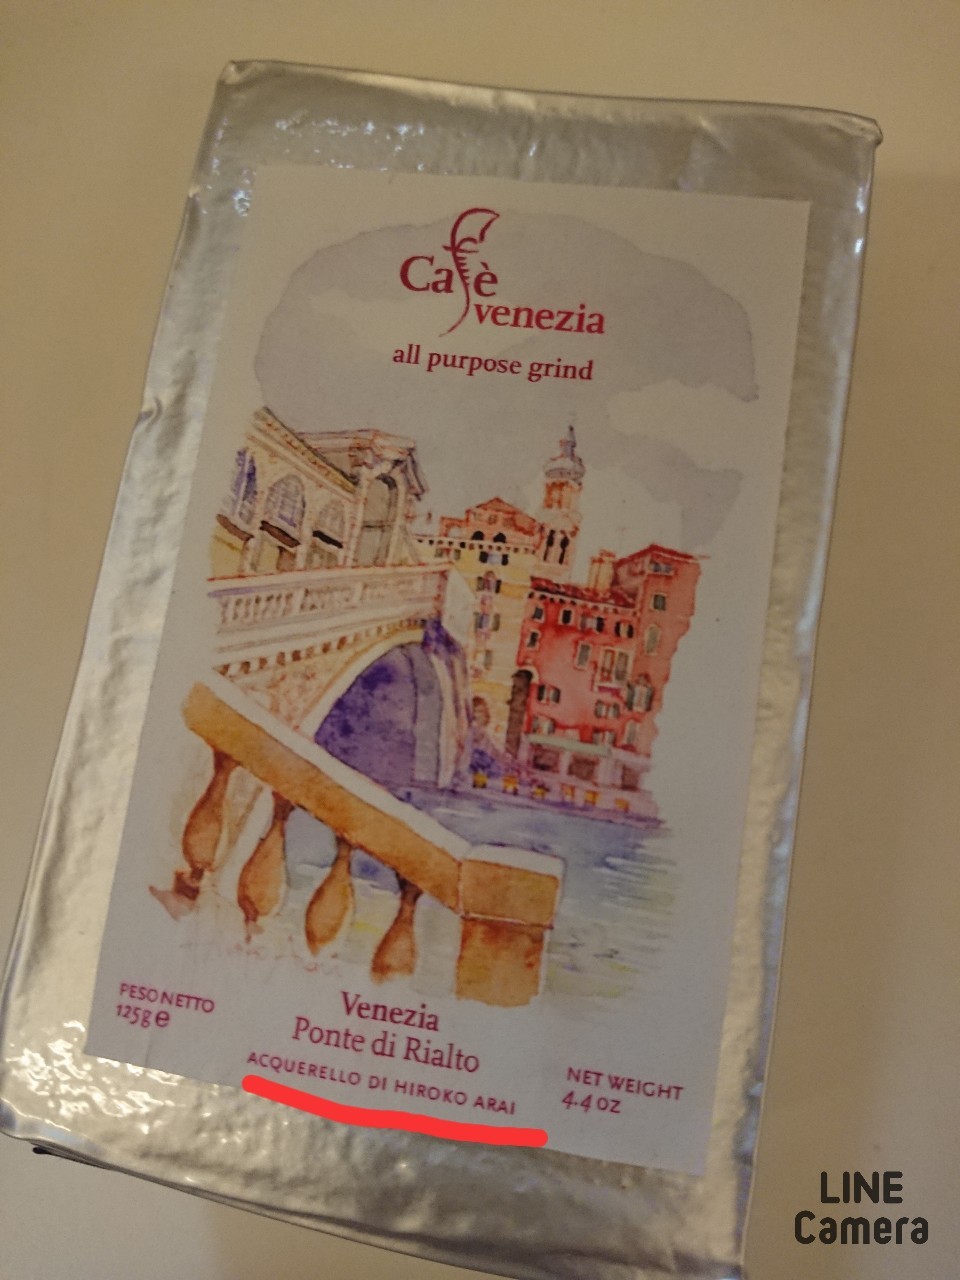 Cafè
venezia
all purpose grind
PESO NETTO
125g e
Venezia
Ponte di Rialto
ACQUERELLO DI HIROKO ARAI
NET WEIGHT
4.4 OZ
LINE
Camera